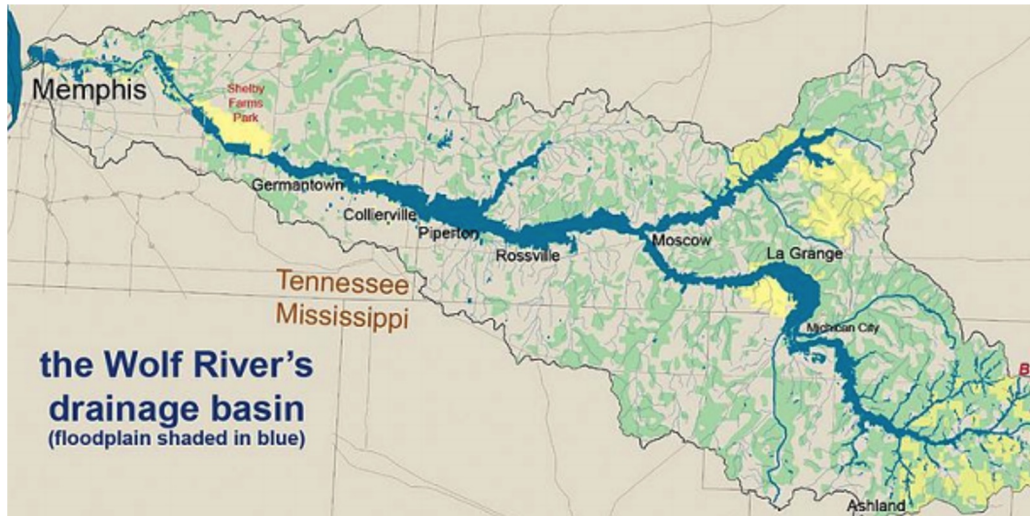 Memphis
Shelby
Farms
Park
Germantown
Collierville
Piperton
Rossville
Moscow
La Grange
Tennessee
Mississippi
Michigan City
the Wolf River's
drainage basin
(floodplain shaded in blue)
B
Ashland